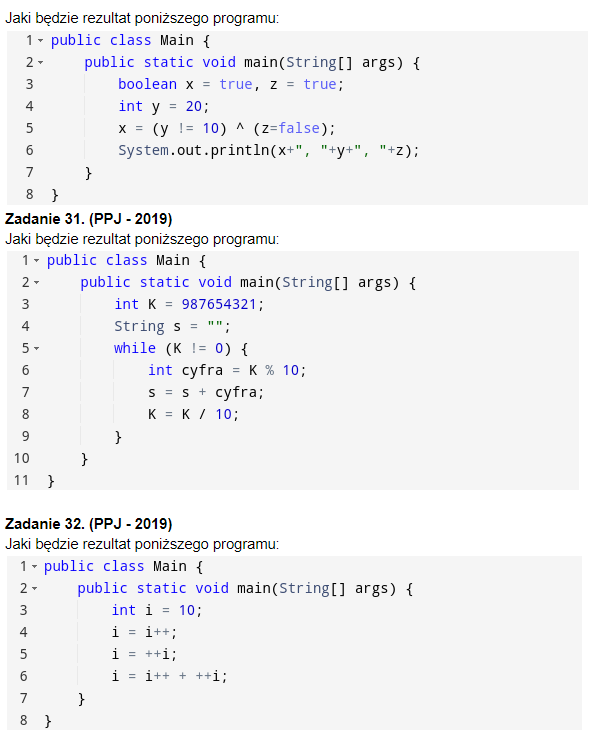 Jaki będzie rezultat poniższego programu:
1 public class Main {
2 public static void main(String[] args) {
3 boolean x = true, z = true;
4 int y = 20;
5 x = (y != 10) ^ (z=false);
6 System.out.println(x+", "+y+", "+z);
7 }
8 }
Zadanie 31. (PPJ - 2019)
Jaki będzie rezultat poniższego programu:
1 public class Main {
2 public static void main(String[] args) {
3 int K = 987654321;
4 String s = "";
5 while (K != 0) {
6 int cyfra = K % 10;
7 s = s + cyfra;
8 K = K / 10;
9 }
10 }
11 }
Zadanie 32. (PPJ - 2019)
Jaki będzie rezultat poniższego programu:
1 public class Main {
2 public static void main(String[] args) {
3 int i = 10;
4 i = i++;
5 i = ++i;
6 i = i++ + ++i;
7 }
8 }